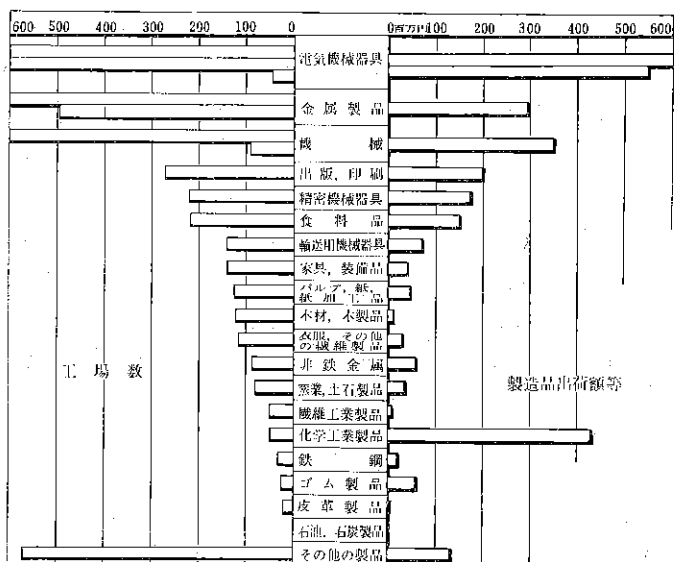 600 500 400 300 200 100 0 0百万円 100 200 300 400 500 600
電気機械器具
金属製品
機械
出版,印刷
精密機械器具
食料品
輸送用機械器具
家具,装備品
パルプ,紙,
紙加工品
木材,木製品
衣服,その他
の繊維製品
工場数
非鉄金属
製造品出荷額等
窯業,土石製品
繊維工業製品
化学工業製品
鉄鋼
ゴム製品
皮革製品
石油,石炭製品
その他の製品